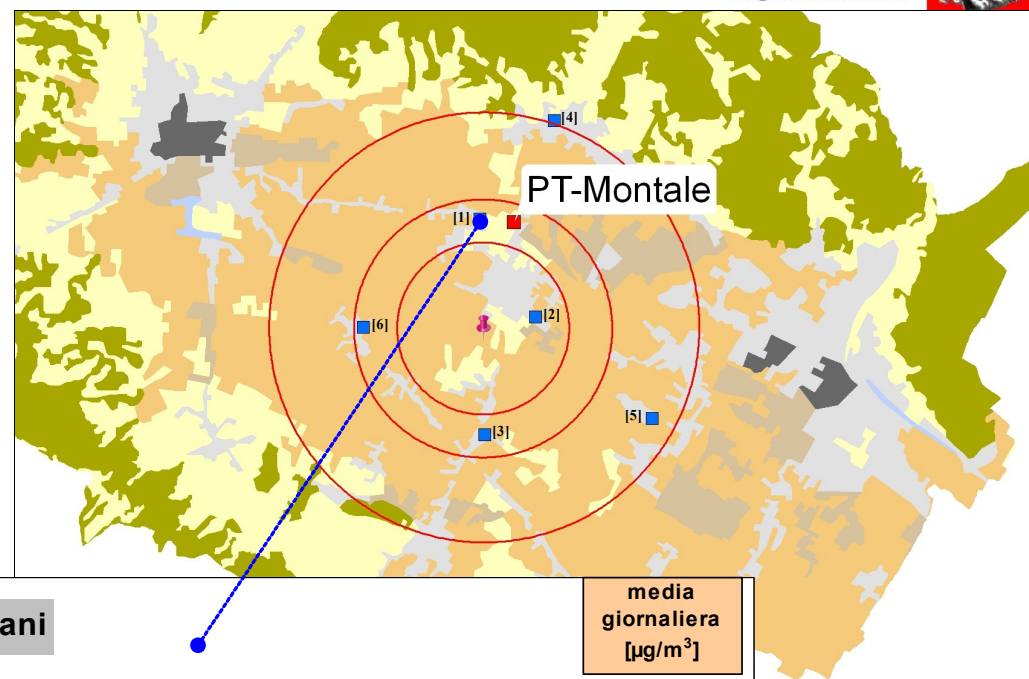 [4]
PT-Montale
[1]
[2]
[6]
[5]
[3]
ani
media
giornaliera
[µg/m³]